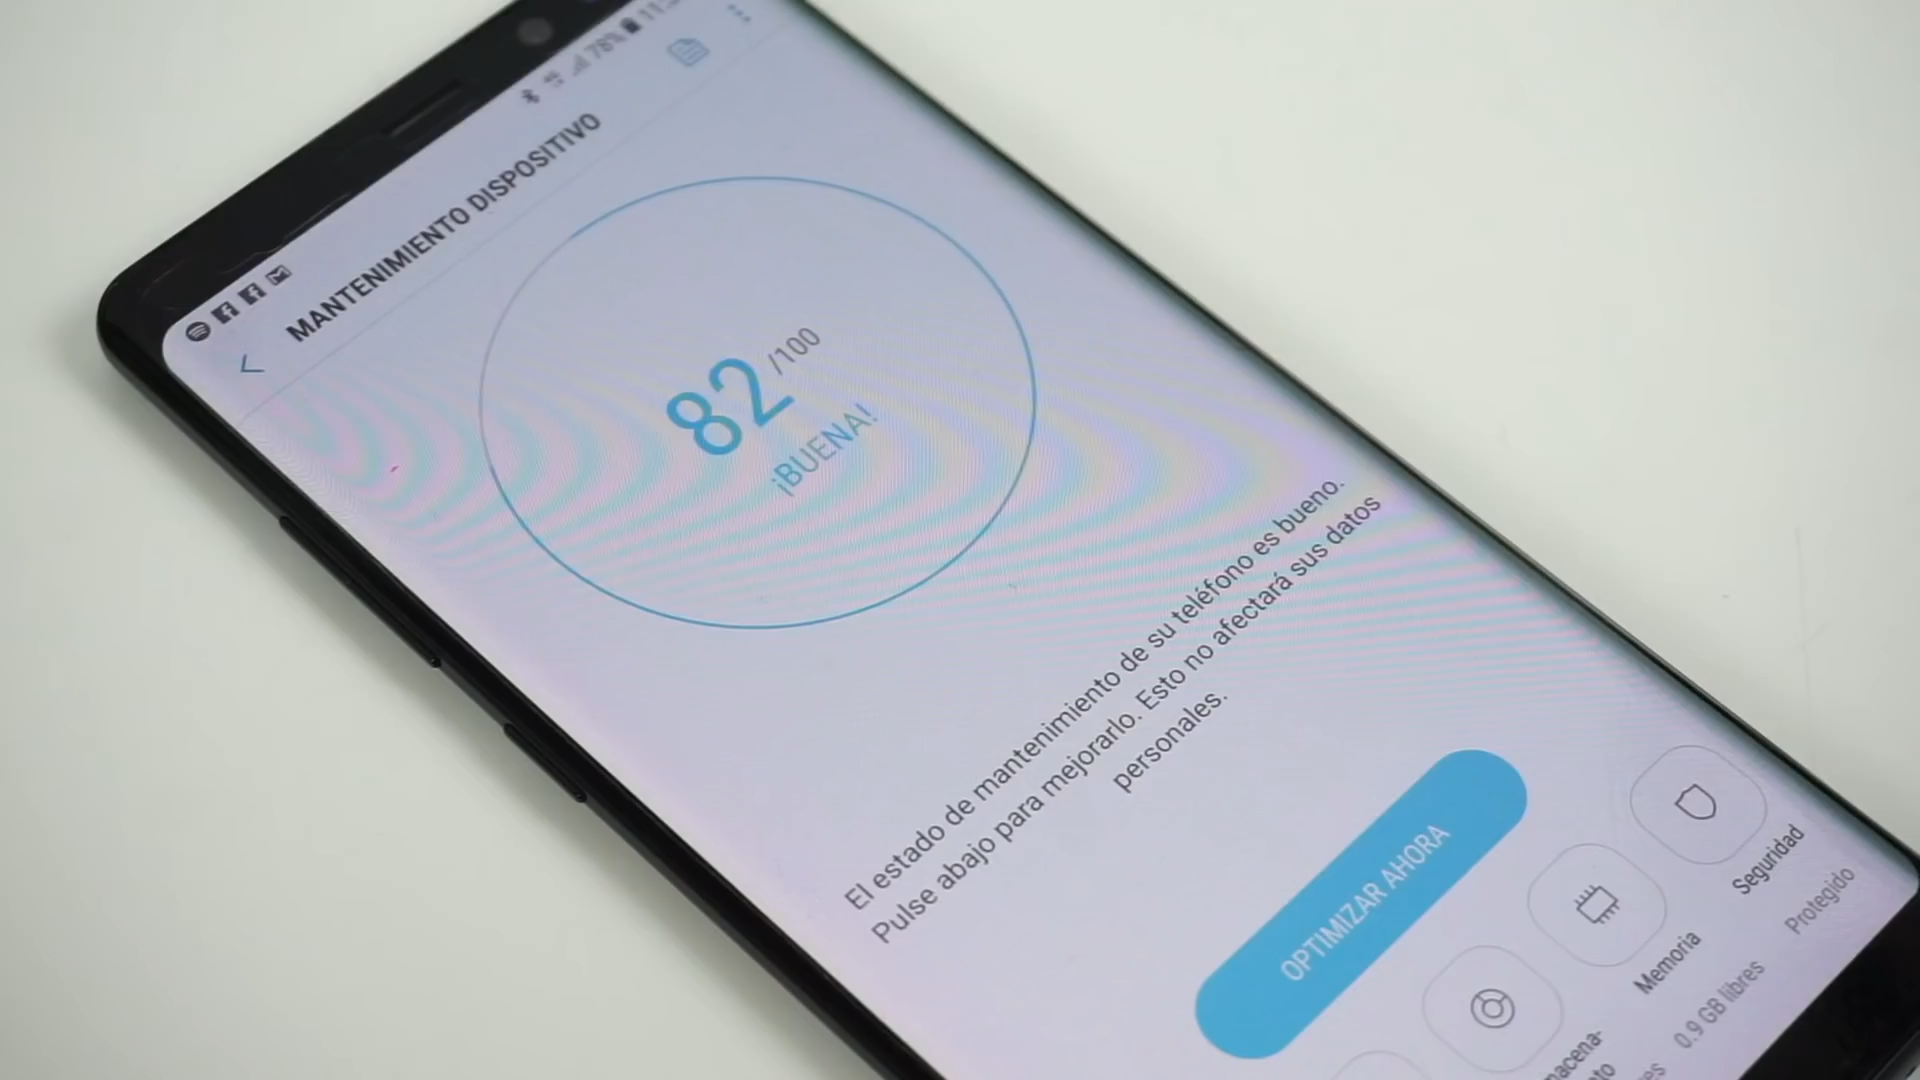 78%
MANTENIMIENTO DISPOSITIVO
82/100
¡BUENA!
El estado de mantenimiento de su teléfono es bueno.
Pulse abajo para mejorarlo. Esto no afectará sus datos
personales.
OPTIMIZAR AHORA
Memoria
0.9 GB libres
Seguridad
Protegido